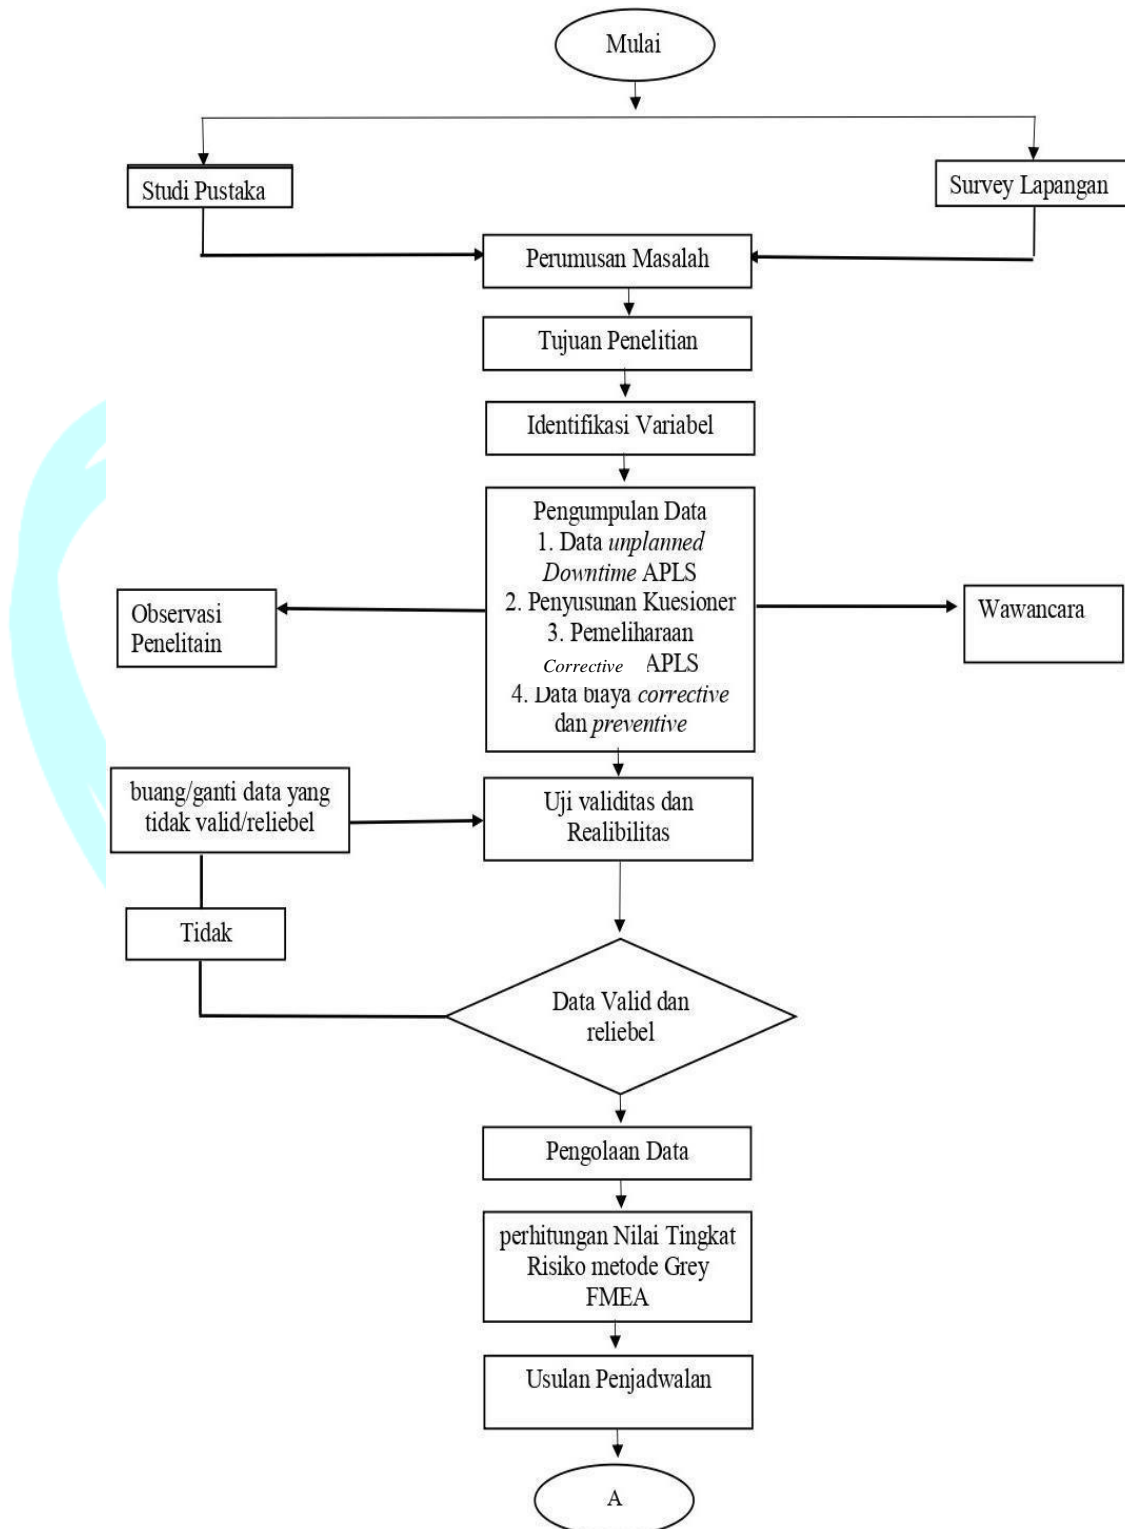 Mulai
Studi Pustaka
Survey Lapangan
Perumusan Masalah
Tujuan Penelitian
Identifikasi Variabel
Pengumpulan Data
1. Data unplanned
Downtime APLS
2. Penyusunan Kuesioner
3. Pemeliharaan
Corrective APLS
4. Data biaya corrective
dan preventive
Observasi
Penelitain
Wawancara
buang/ganti data yang
tidak valid/reliebel
Uji validitas dan
Realibilitas
Tidak
Data Valid dan
reliebel
Pengolaan Data
perhitungan Nilai Tingkat
Risiko metode Grey
FMEA
Usulan Penjadwalan
A